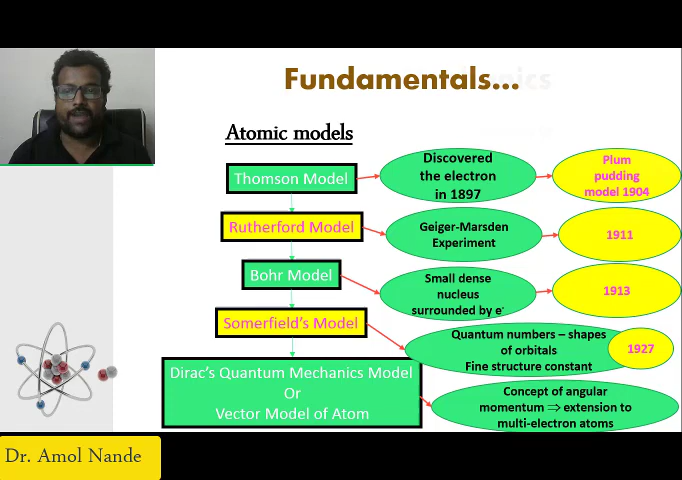 Fundamentals...
Atomic models
Thomson Model
Discovered
the electron
in 1897
Plum
pudding
model 1904
Rutherford Model
Geiger-Marsden
Experiment
1911
Bohr Model
Small dense
nucleus
surrounded by e⁻
1913
Somerfield's Model
Quantum numbers – shapes
of orbitals
Fine structure constant
1927
Dirac's Quantum Mechanics Model
Or
Vector Model of Atom
Concept of angular
momentum ⇒ extension to
multi-electron atoms
Dr. Amol Nande